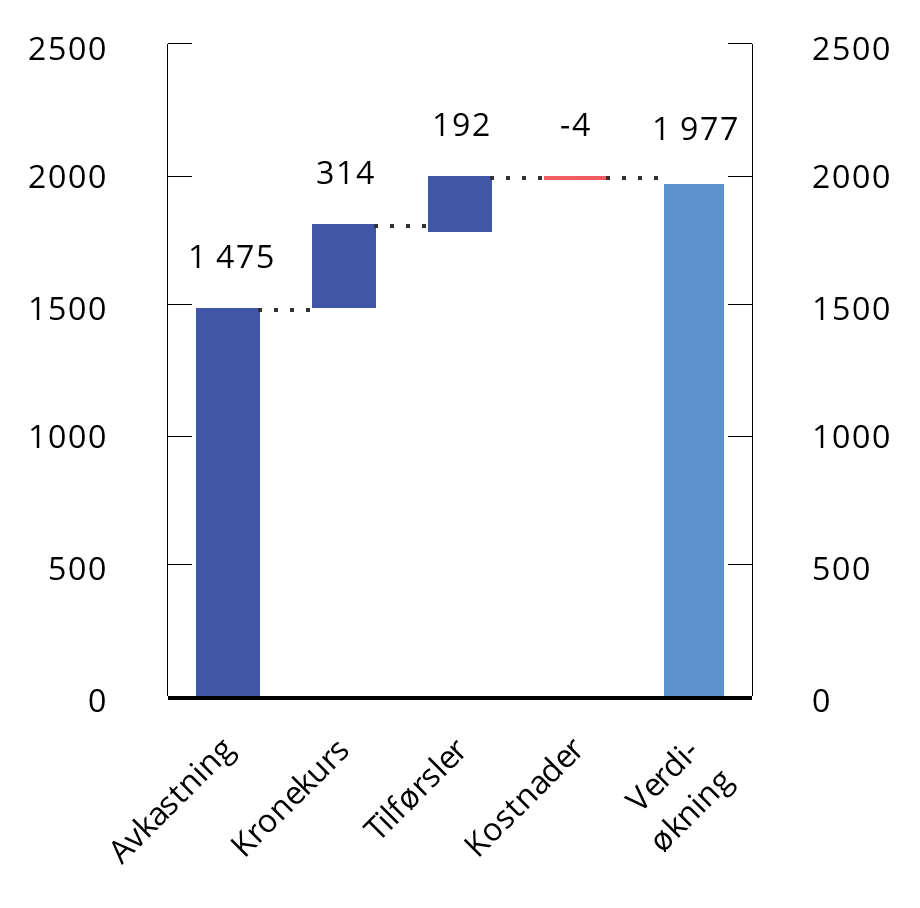 2500 2500
192 -4 1 977
314
2000 2000
1 475
1500 1500
1000 1000
500 500
0 0
Avkastning
Kronekurs
Tilførsler
Kostnader
Verdi-
økning